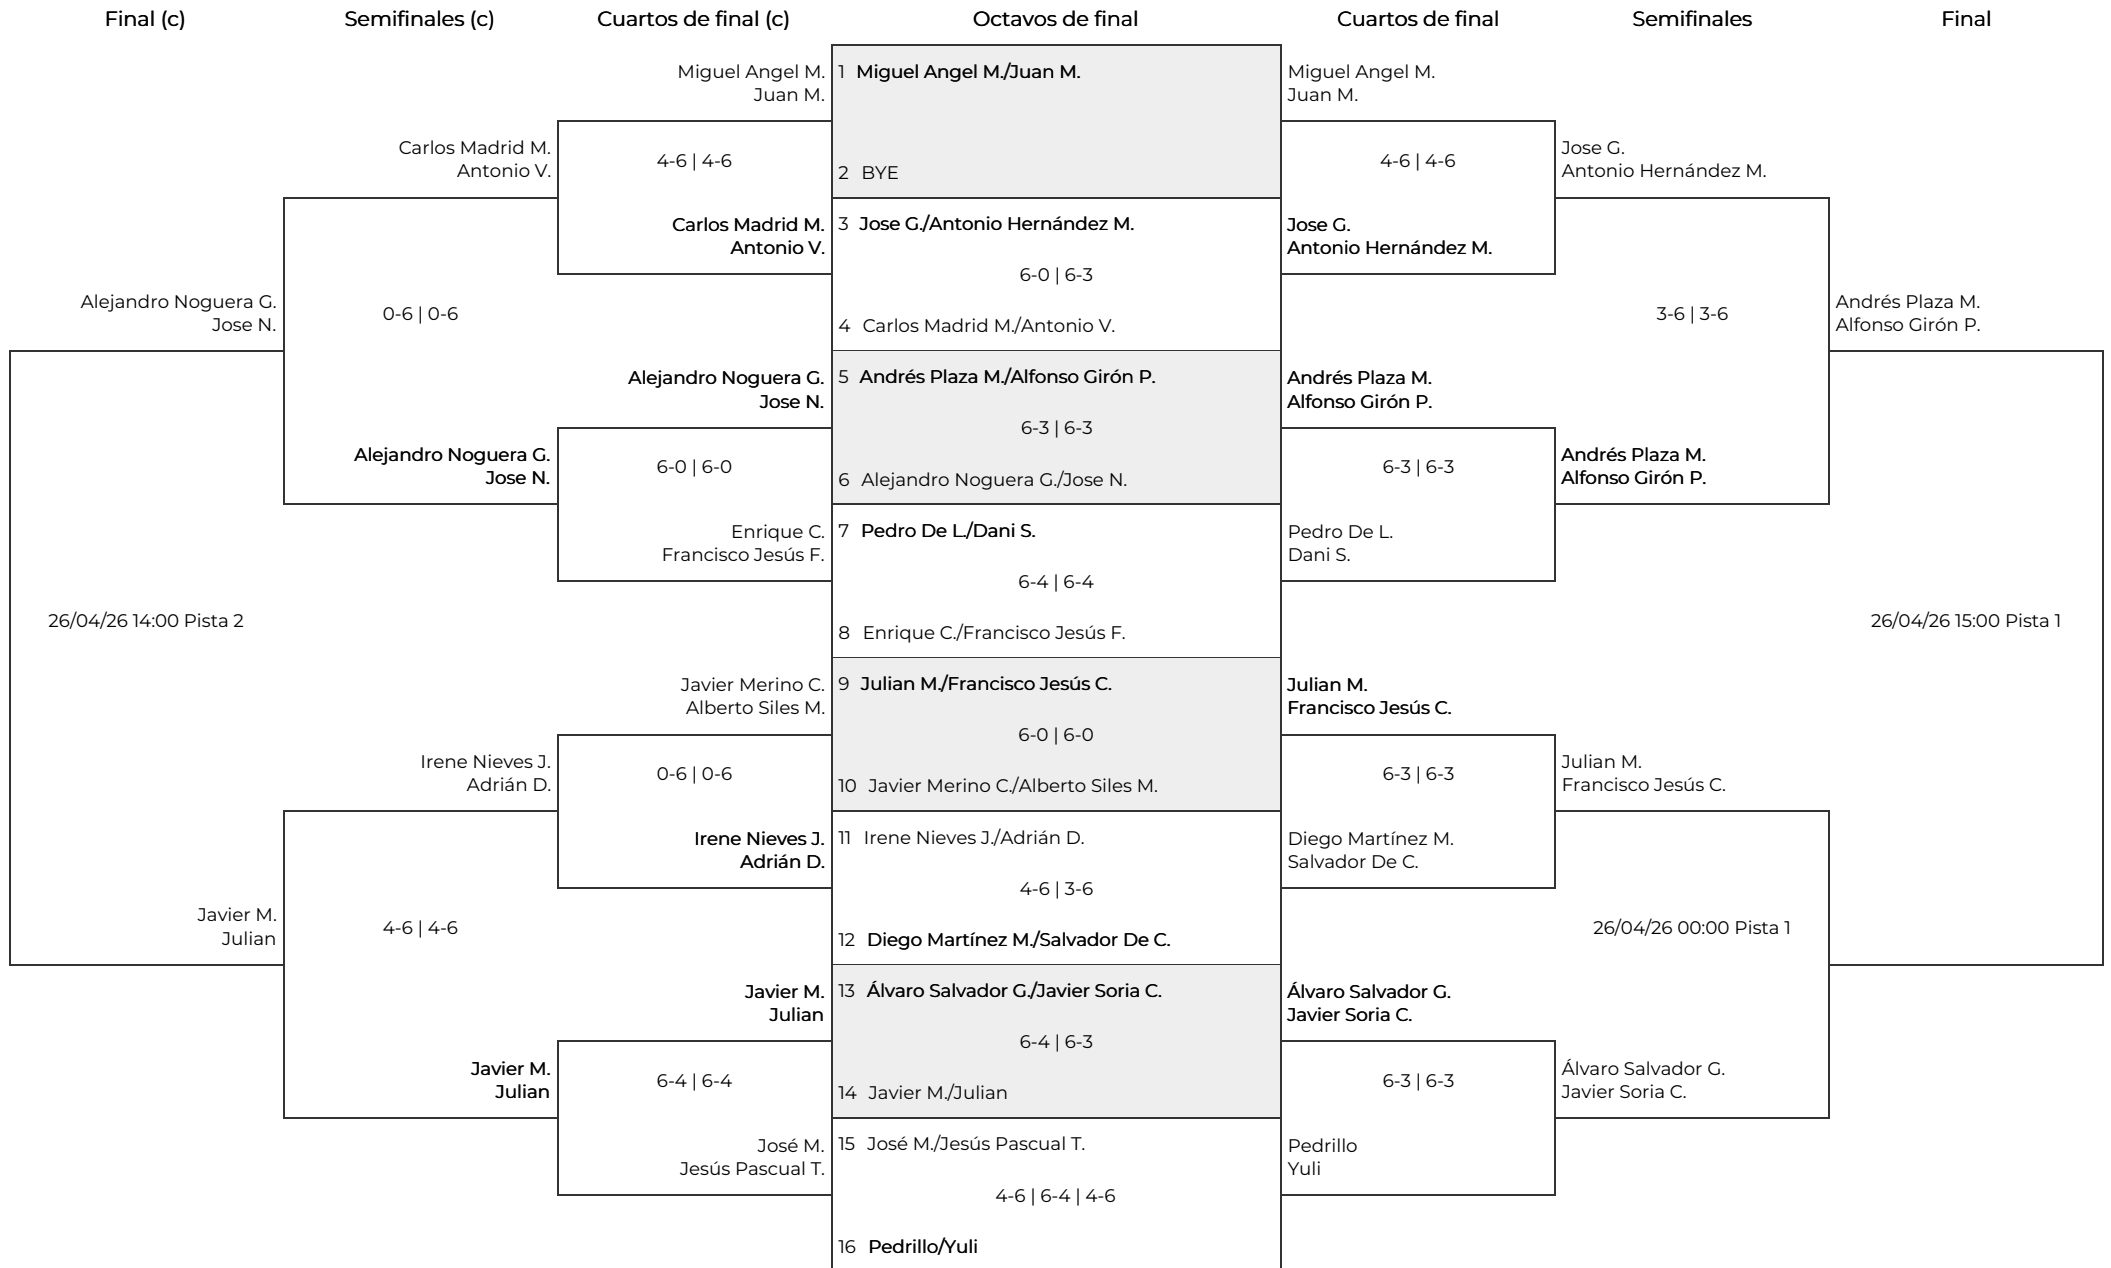 Final (c)
Semifinales (c)
Cuartos de final (c)
Octavos de final
Cuartos de final
Semifinales
Final
Alejandro Noguera G.
Jose N.
26/04/26 14:00 Pista 2
Javier M.
Julian
Carlos Madrid M.
Antonio V.
0-6 | 0-6
Alejandro Noguera G.
Jose N.
Irene Nieves J.
Adrián D.
4-6 | 4-6
Javier M.
Julian
Miguel Angel M.
Juan M.
4-6 | 4-6
Carlos Madrid M.
Antonio V.
Alejandro Noguera G.
Jose N.
6-0 | 6-0
Enrique C.
Francisco Jesús F.
Javier Merino C.
Alberto Siles M.
0-6 | 0-6
Irene Nieves J.
Adrián D.
Javier M.
Julian
6-4 | 6-4
José M.
Jesús Pascual T.
1 Miguel Angel M./Juan M.
2 BYE
3 Jose G./Antonio Hernández M.
6-0 | 6-3
4 Carlos Madrid M./Antonio V.
5 Andrés Plaza M./Alfonso Girón P.
6-3 | 6-3
6 Alejandro Noguera G./Jose N.
7 Pedro De L./Dani S.
6-4 | 6-4
8 Enrique C./Francisco Jesús F.
9 Julian M./Francisco Jesús C.
6-0 | 6-0
10 Javier Merino C./Alberto Siles M.
11 Irene Nieves J./Adrián D.
4-6 | 3-6
12 Diego Martínez M./Salvador De C.
13 Álvaro Salvador G./Javier Soria C.
6-4 | 6-3
14 Javier M./Julian
15 José M./Jesús Pascual T.
4-6 | 6-4 | 4-6
16 Pedrillo/Yuli
Miguel Angel M.
Juan M.
4-6 | 4-6
Jose G.
Antonio Hernández M.
Andrés Plaza M.
Alfonso Girón P.
6-3 | 6-3
Pedro De L.
Dani S.
Julian M.
Francisco Jesús C.
6-3 | 6-3
Diego Martínez M.
Salvador De C.
Álvaro Salvador G.
Javier Soria C.
6-3 | 6-3
Pedrillo
Yuli
Jose G.
Antonio Hernández M.
3-6 | 3-6
Andrés Plaza M.
Alfonso Girón P.
Julian M.
Francisco Jesús C.
26/04/26 00:00 Pista 1
Álvaro Salvador G.
Javier Soria C.
Andrés Plaza M.
Alfonso Girón P.
26/04/26 15:00 Pista 1